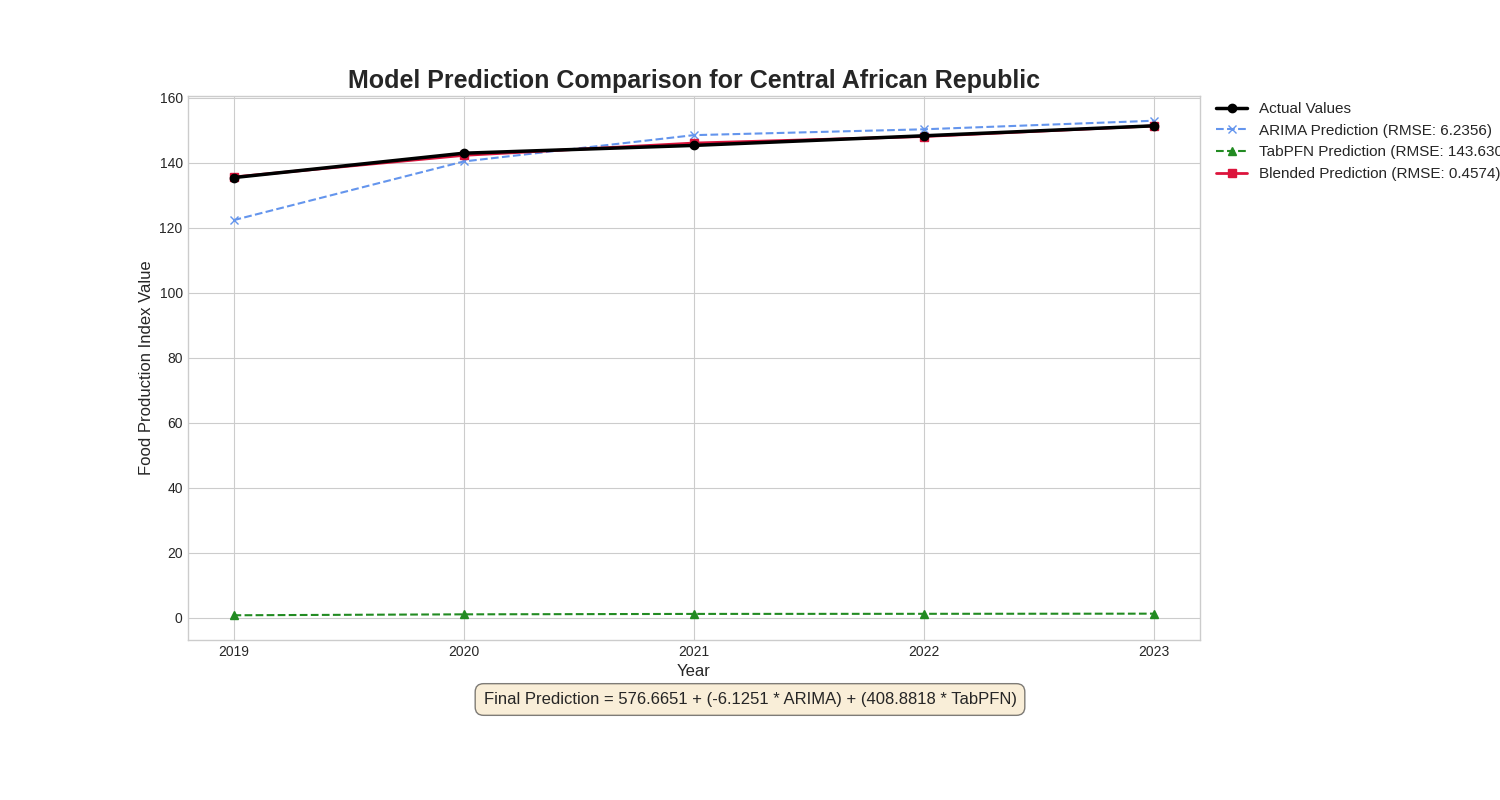 Model Prediction Comparison for Central African Republic
160
140
120
100
80
60
40
20
0
Food Production Index Value
2019 2020 2021 2022 2023
Year
Actual Values
ARIMA Prediction (RMSE: 6.2356)
TabPFN Prediction (RMSE: 143.630
Blended Prediction (RMSE: 0.4574)
Final Prediction = 576.6651 + (-6.1251 * ARIMA) + (408.8818 * TabPFN)